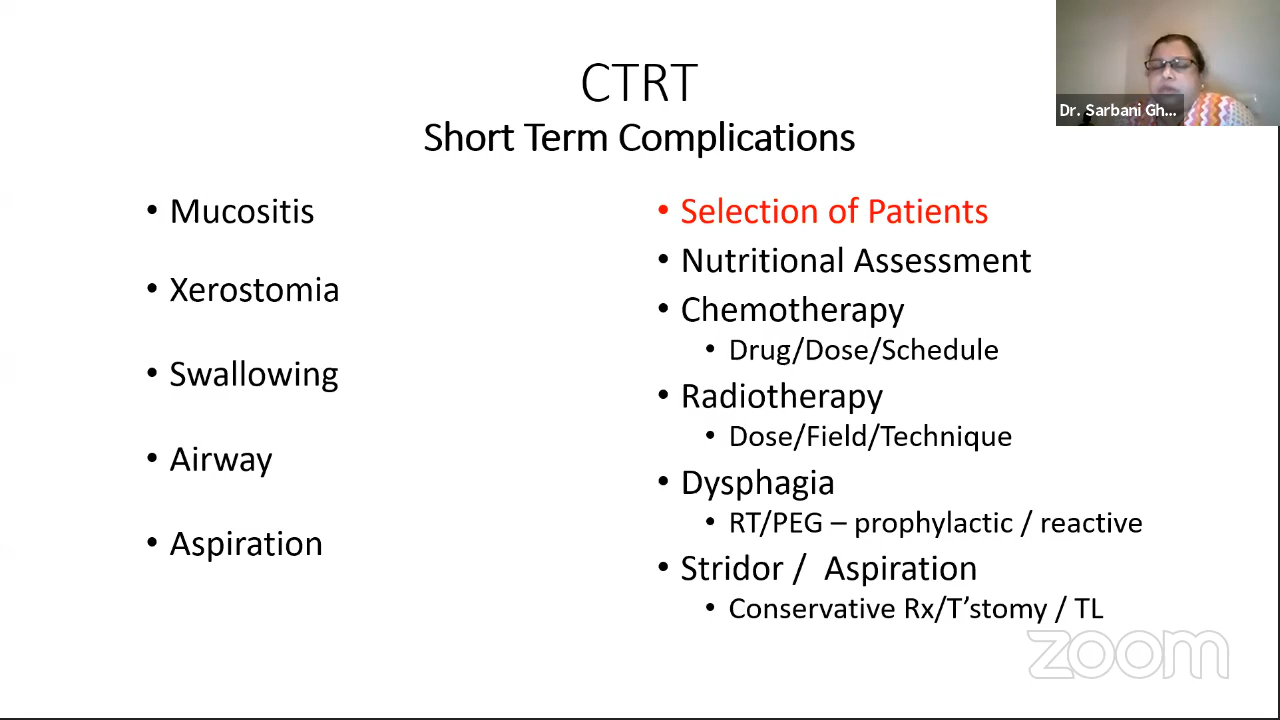 CTRT
Short Term Complications
Dr. Sarbani Gh...
• Mucositis
• Xerostomia
• Swallowing
• Airway
• Aspiration
• Selection of Patients
• Nutritional Assessment
• Chemotherapy
• Drug/Dose/Schedule
• Radiotherapy
• Dose/Field/Technique
• Dysphagia
• RT/PEG – prophylactic / reactive
• Stridor / Aspiration
• Conservative Rx/T’stomy / TL
zoom